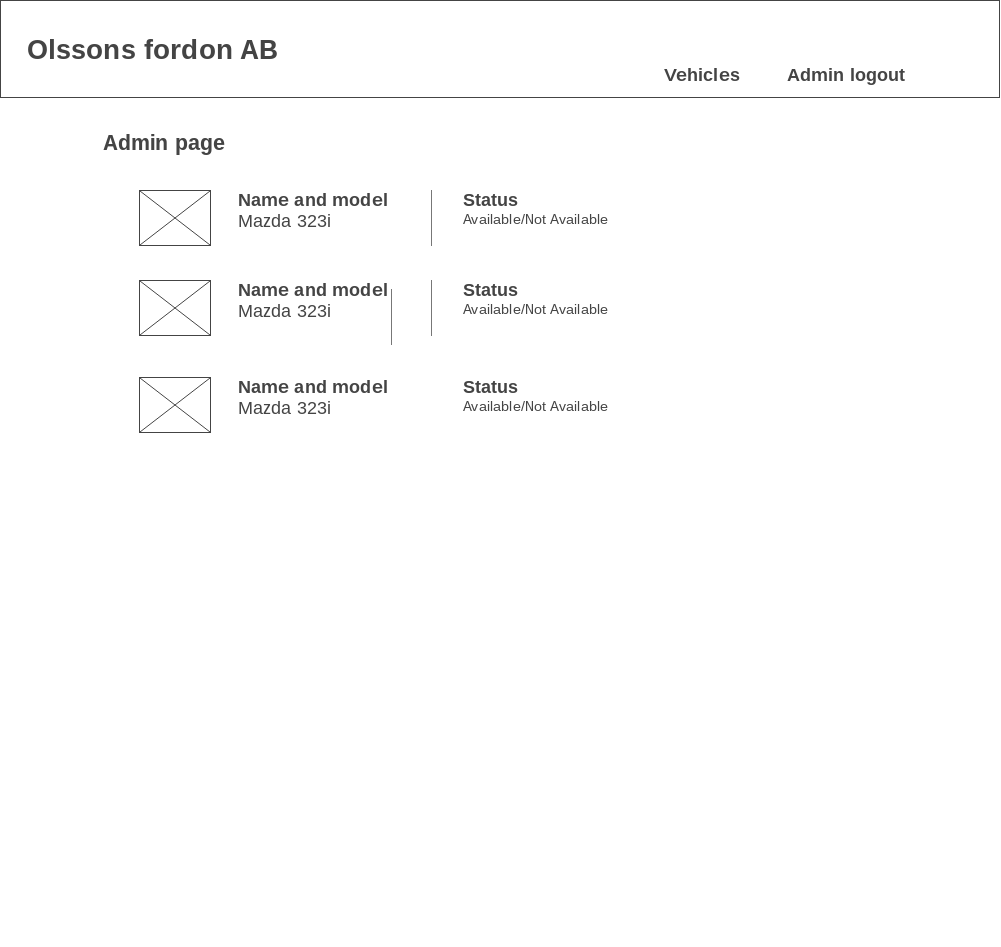 Olssons fordon AB
Vehicles Admin logout
Admin page
Name and model Status
Mazda 323i Available/Not Available
Name and model Status
Mazda 323i Available/Not Available
Name and model Status
Mazda 323i Available/Not Available